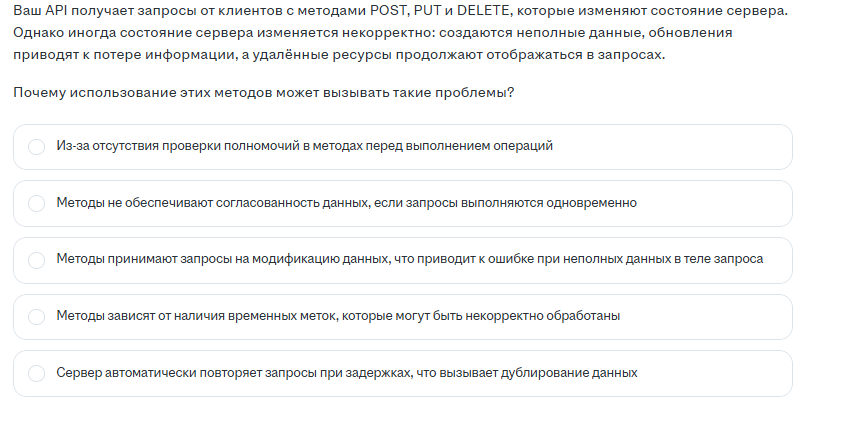 Ваш API получает запросы от клиентов с методами POST, PUT и DELETE, которые изменяют состояние сервера.
Однако иногда состояние сервера изменяется некорректно: создаются неполные данные, обновления
приводят к потере информации, а удалённые ресурсы продолжают отображаться в запросах.
Почему использование этих методов может вызывать такие проблемы?
Из-за отсутствия проверки полномочий в методах перед выполнением операций
Методы не обеспечивают согласованность данных, если запросы выполняются одновременно
Методы принимают запросы на модификацию данных, что приводит к ошибке при неполных данных в теле запроса
Методы зависят от наличия временных меток, которые могут быть некорректно обработаны
Сервер автоматически повторяет запросы при задержках, что вызывает дублирование данных